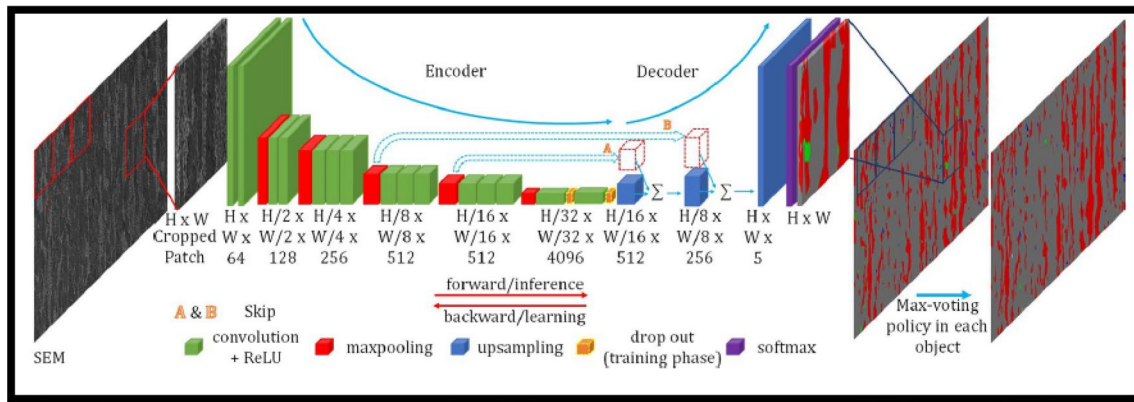 Encoder
Decoder
B
A
Σ
Σ
H x W
Cropped
Patch
H x
W x
64
H/2 x
W/2 x
128
H/4 x
W/4 x
256
H/8 x
W/8 x
512
H/16 x
W/16 x
512
H/32 x
W/32 x
4096
H/16 x
W/16 x
512
H/8 x
W/8 x
256
H x
W x
5
H x W
forward/inference
backward/learning
A & B Skip
SEM
convolution
+ ReLU
maxpooling
upsampling
drop out
(training phase)
softmax
Max-voting
policy in each
object